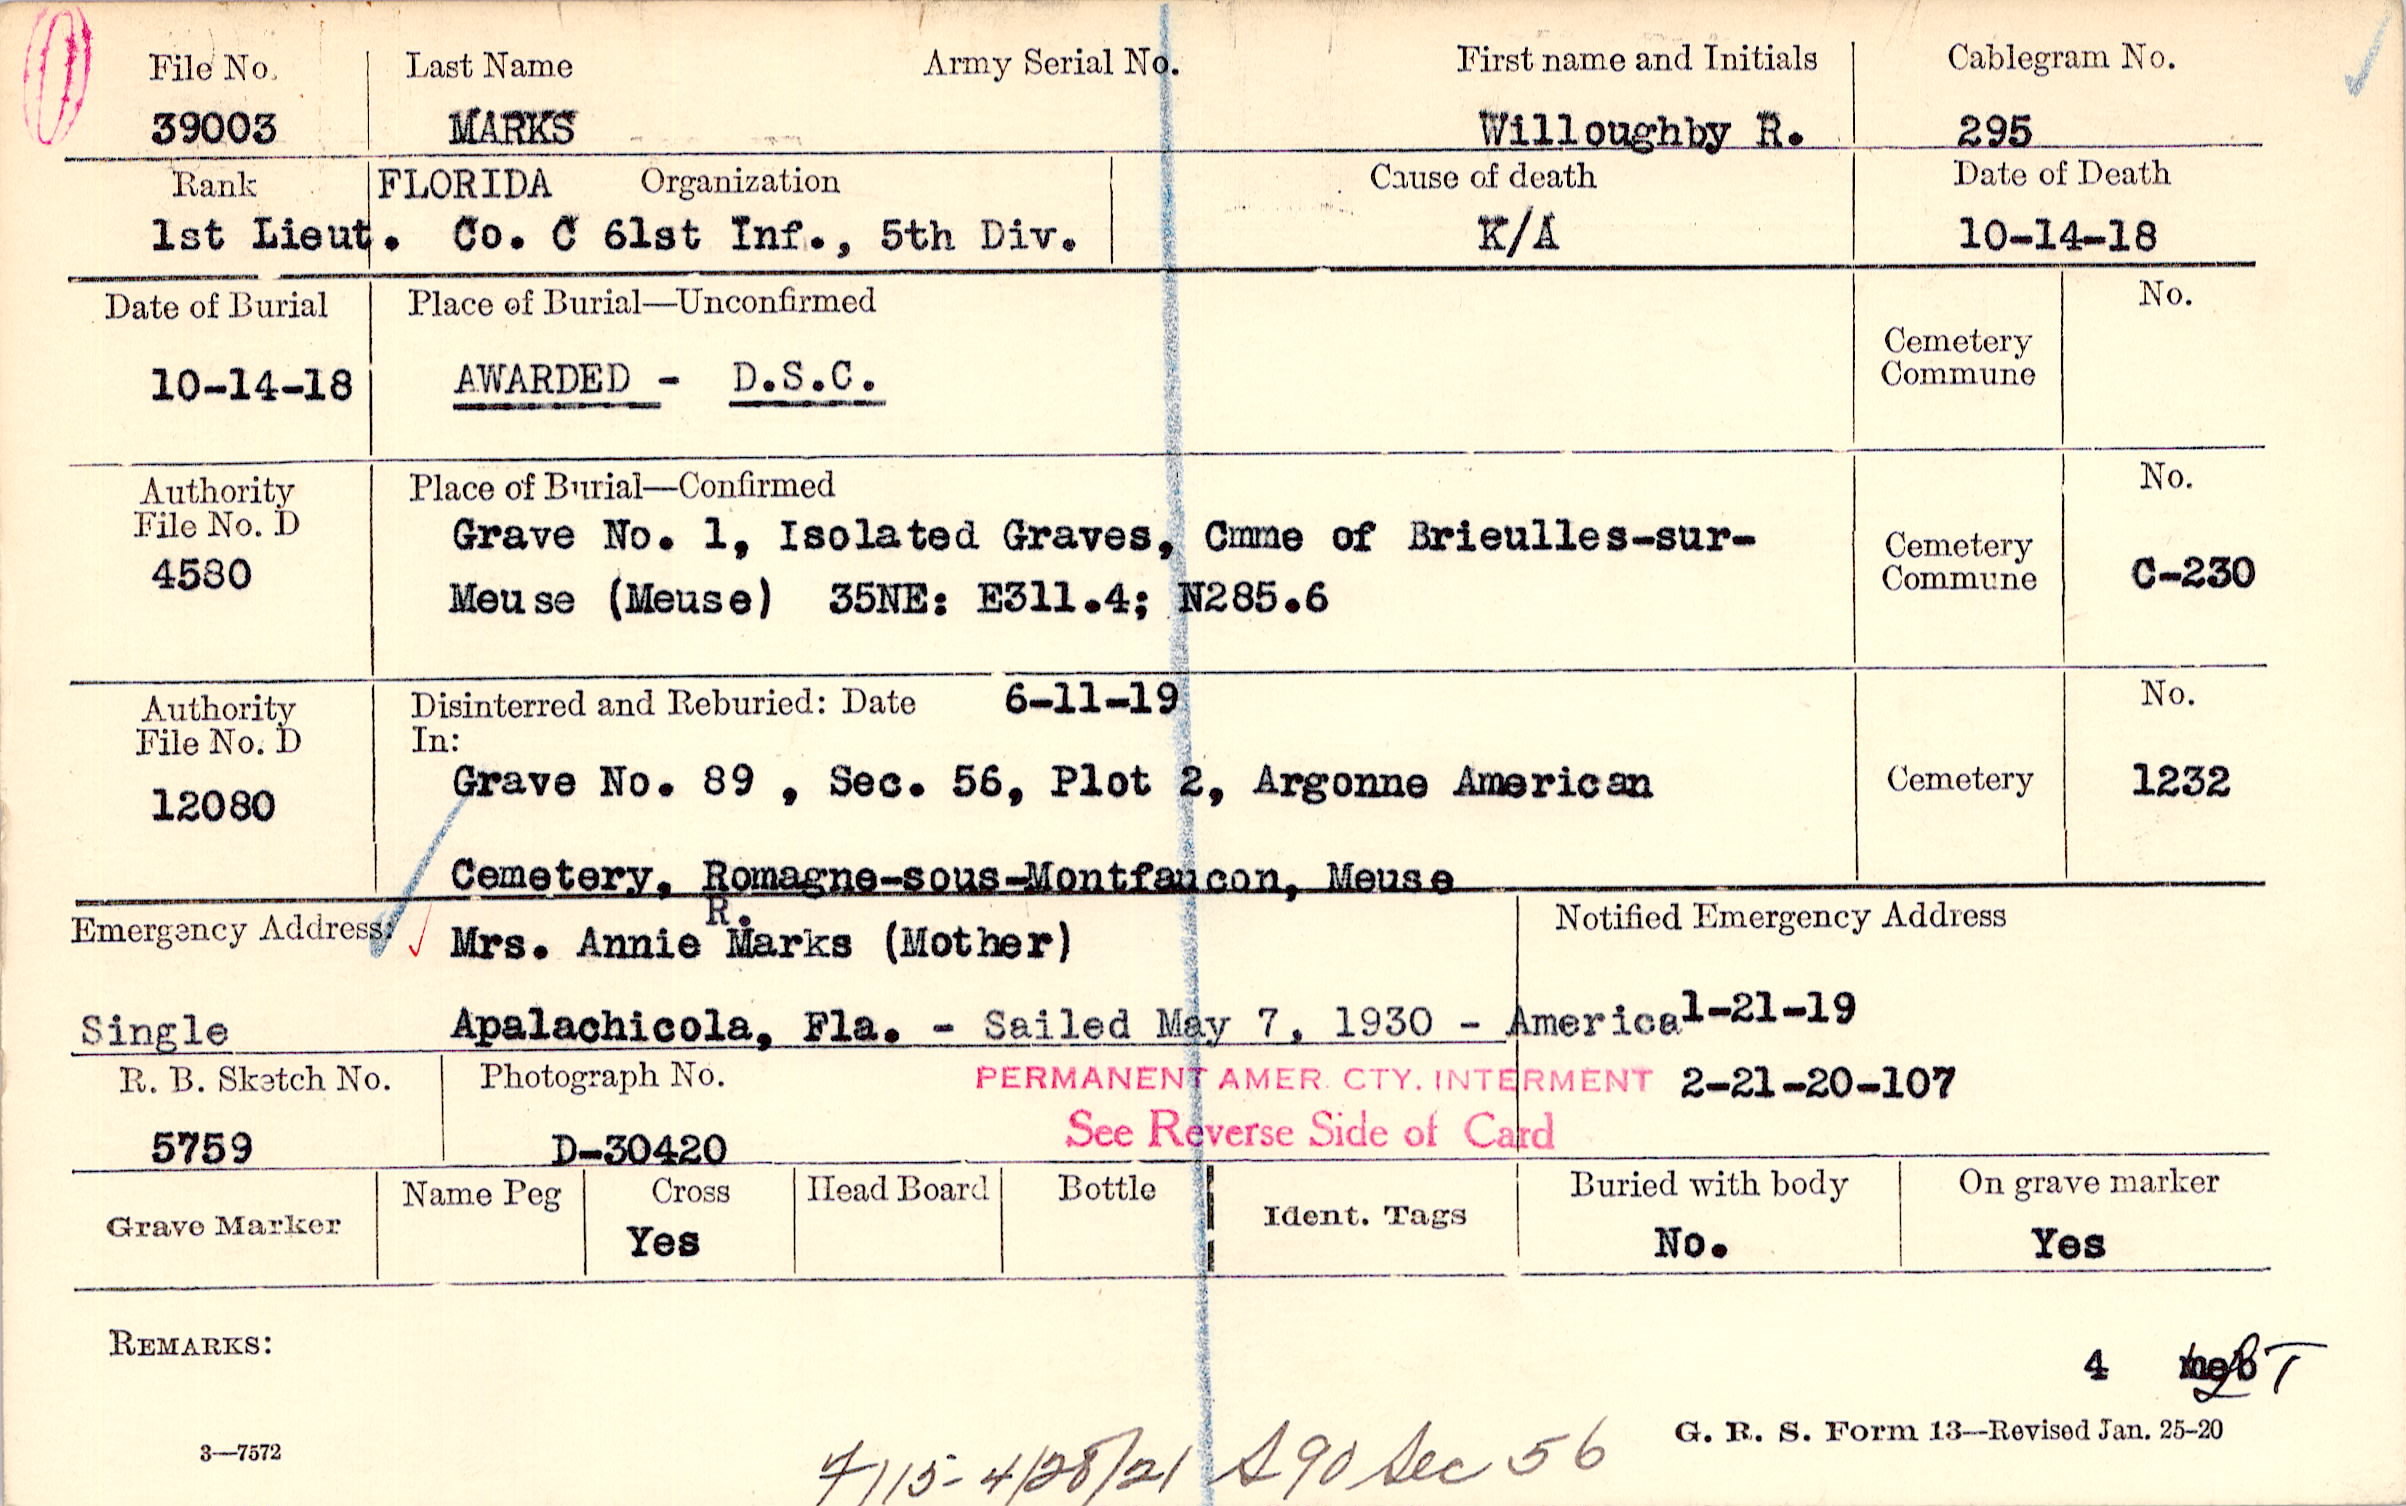 File No. Last Name Army Serial No. First name and Initials Cablegram No.
39003 MARKS Willoughby R. 295
Rank FLORIDA Organization Cause of death Date of Death
1st Lieut. Co. C 61st Inf., 5th Div. K/A 10-14-18
Date of Burial Place of Burial—Unconfirmed No.
Cemetery
Commune
10-14-18 AWARDED - D.S.C.
Authority Place of Burial—Confirmed No.
File No. D
Grave No. 1, Isolated Graves, Cmme of Brieulles-sur-
Cemetery
4580 Commune C-230
Meuse (Meuse) 35NE: E311.4; N285.6
Authority Disinterred and Reburied: Date 6-11-19 No.
File No. D In:
Grave No. 89 , Sec. 56, Plot 2, Argonne American Cemetery 1232
12080
Cemetery, Romagne-sous-Montfaucon, Meuse
R.
Emergency Address: Mrs. Annie Marks (Mother) Notified Emergency Address
Single Apalachicola, Fla. - Sailed May 7, 1930 - America 1-21-19
R. B. Sketch No. Photograph No. PERMANENT AMER. CTY. INTERMENT 2-21-20-107
See Reverse Side of Card
5759 D-30420
Grave Marker Name Peg Cross Head Board Bottle Ident. Tags Buried with body On grave marker
Yes No. Yes
REMARKS:
4
G. R. S. Form 13—Revised Jan. 25-20
3—7572
4/28/21 Sec 56